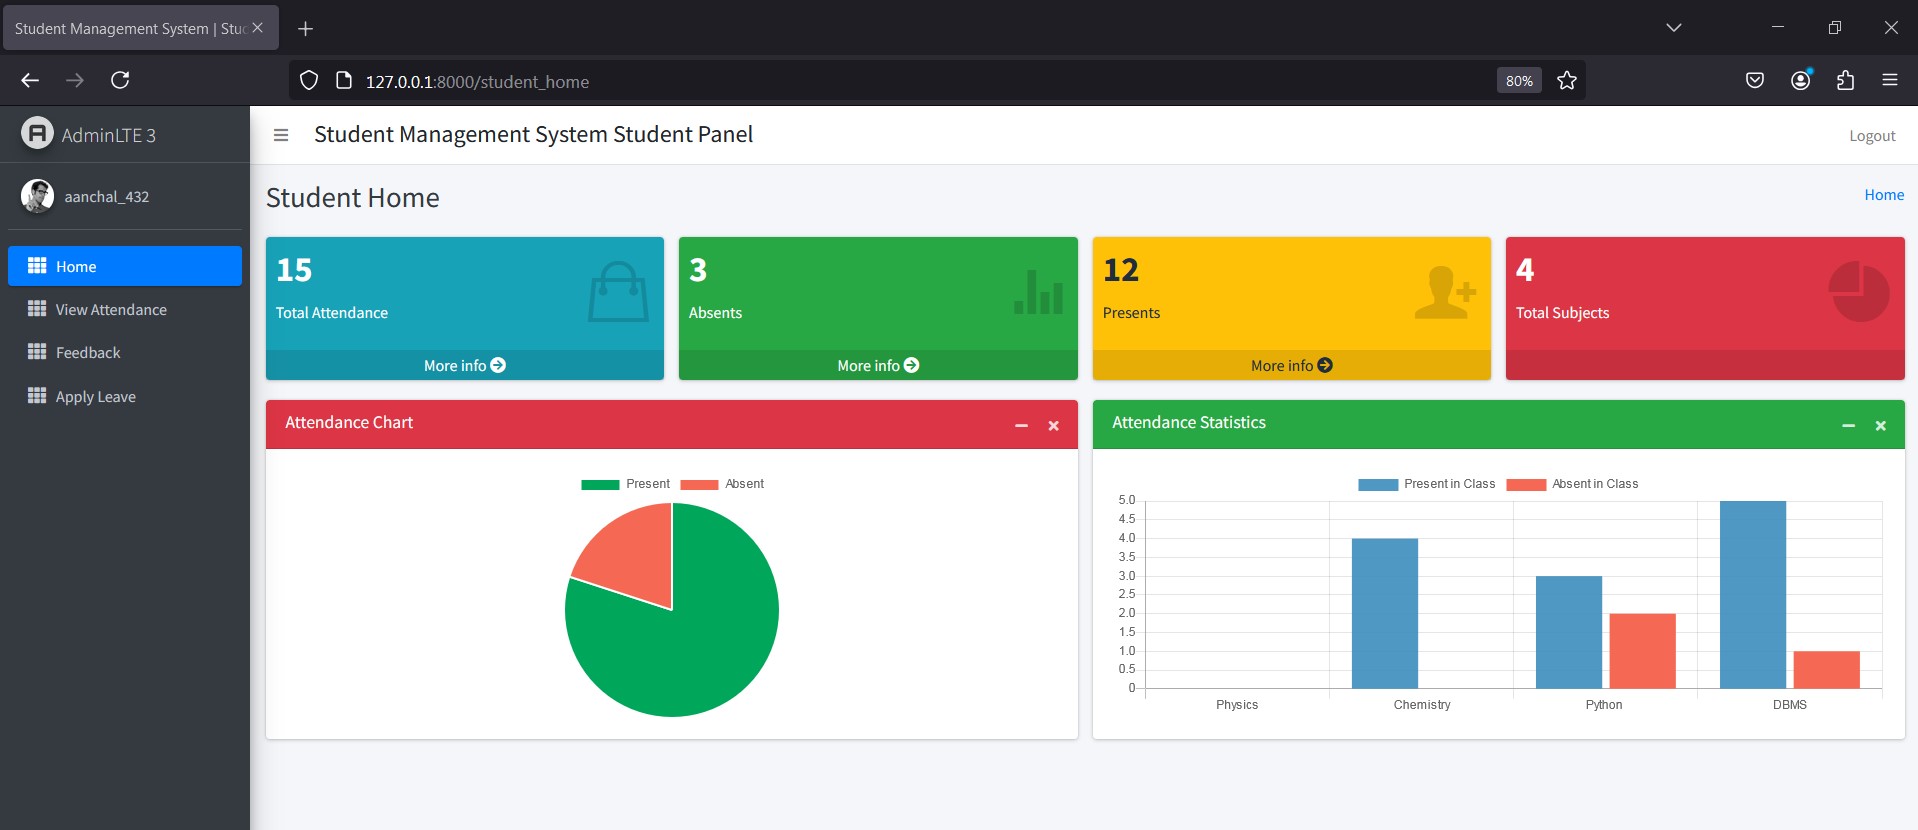 Student Management System | Stud
127.0.0.1:8000/student_home
80%
AdminLTE 3
Student Management System Student Panel
Logout
aanchal_432
Student Home
Home
Home
View Attendance
Feedback
Apply Leave
15
Total Attendance
More info
3
Absents
More info
12
Presents
More info
4
Total Subjects
Attendance Chart
Present
Absent
Attendance Statistics
Present in Class
Absent in Class
5.0
4.5
4.0
3.5
3.0
2.5
2.0
1.5
1.0
0.5
0
Physics
Chemistry
Python
DBMS